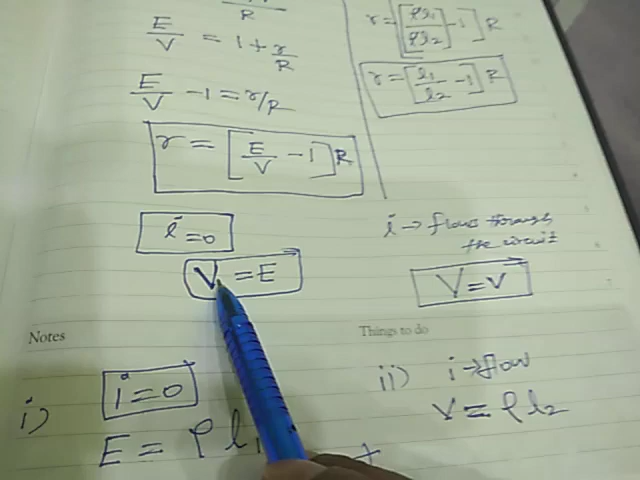 R
E/V = 1 + r/R
E/V - 1 = r/R
r = [E/V - 1] R
r = [ρl₁/ρl₂ - 1] R
r = [l₁/l₂ - 1] R
i = 0
V = E
i → flows through
the circuit
V = V
Notes
Things to do
i)
i = 0
E = ρl₁
ii) i → flow
V = ρl₂